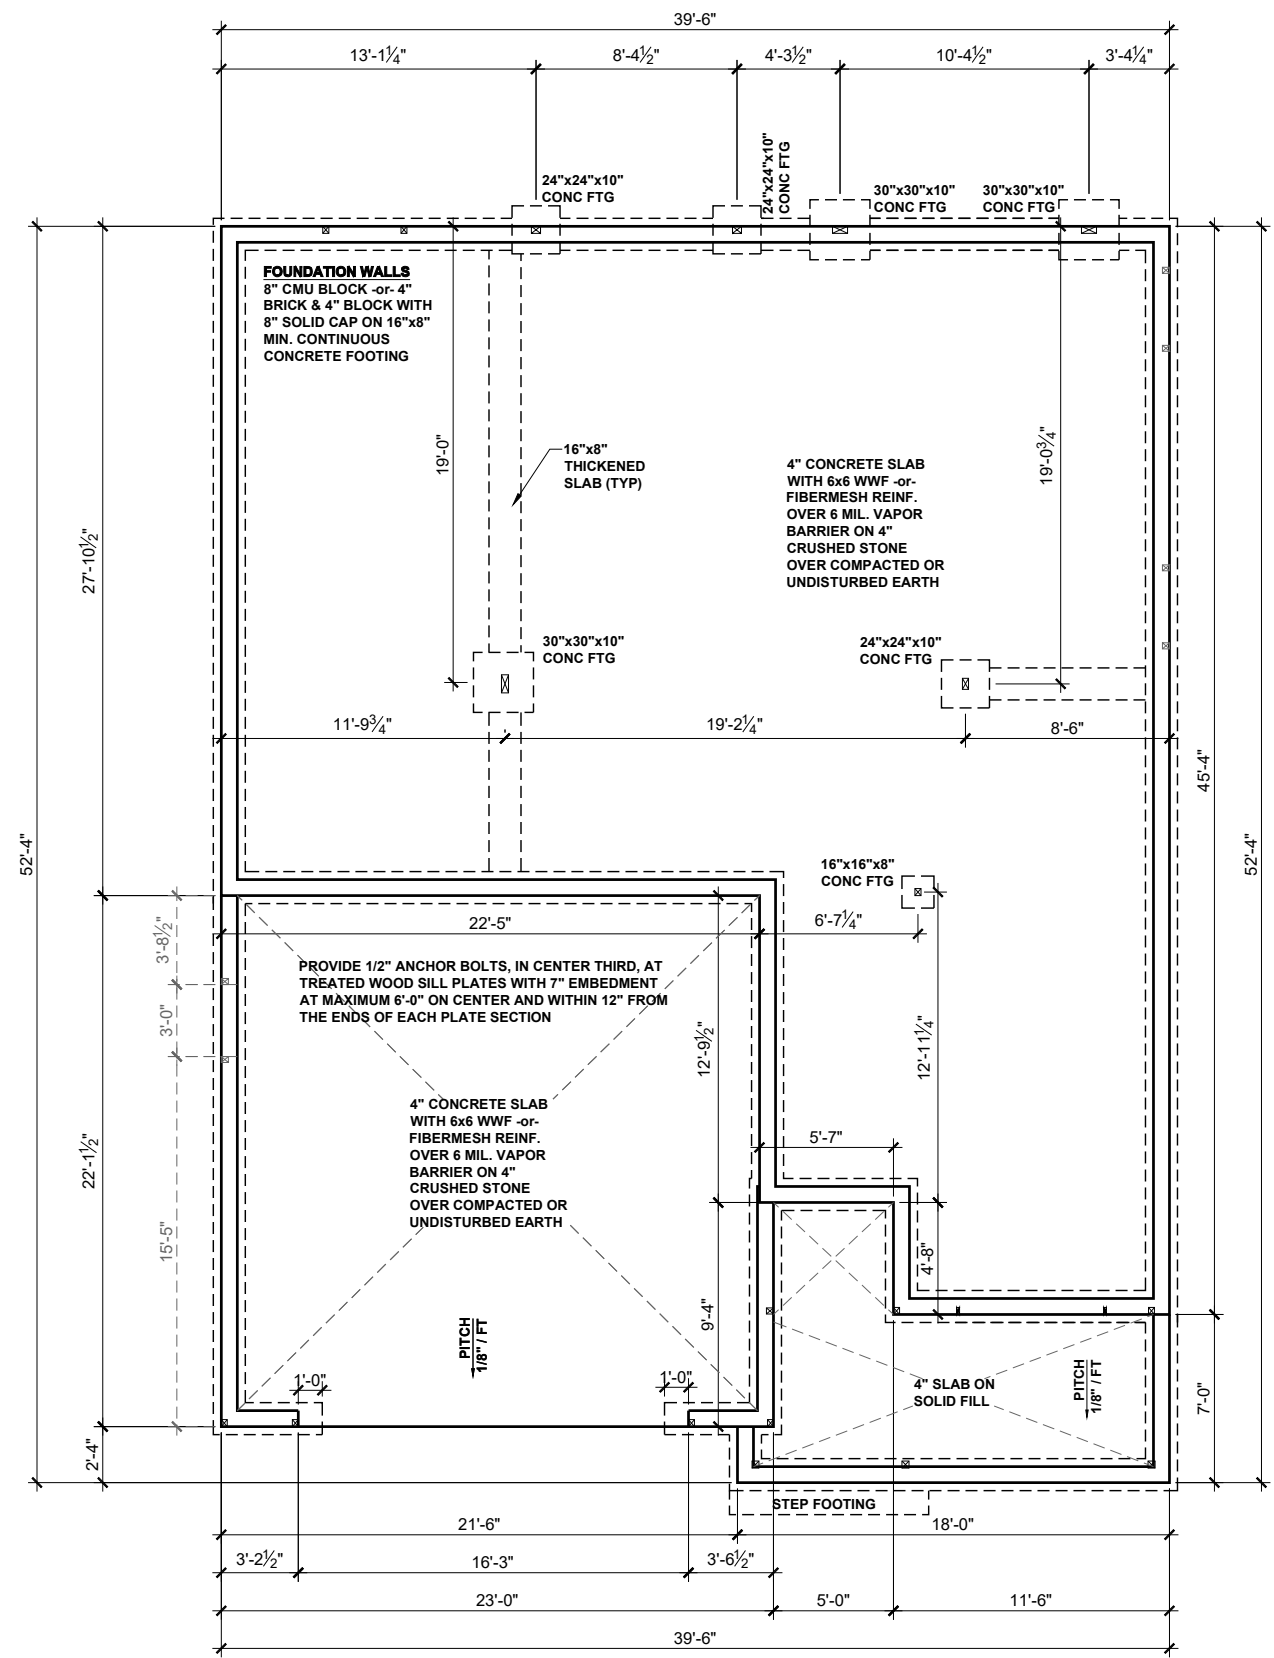 39'-6"
13'-1¼"
8'-4½"
4'-3½"
10'-4½"
3'-4¼"
24"x24"x10"
CONC FTG
24"x24"x10"
CONC FTG
30"x30"x10"
CONC FTG
30"x30"x10"
CONC FTG
FOUNDATION WALLS
8" CMU BLOCK -or- 4"
BRICK & 4" BLOCK WITH
8" SOLID CAP ON 16"x8"
MIN. CONTINUOUS
CONCRETE FOOTING
19'-0"
16"x8"
THICKENED
SLAB (TYP)
4" CONCRETE SLAB
WITH 6x6 WWF -or-
FIBERMESH REINF.
OVER 6 MIL. VAPOR
BARRIER ON 4"
CRUSHED STONE
OVER COMPACTED OR
UNDISTURBED EARTH
19'-0¾"
27'-10½"
30"x30"x10"
CONC FTG
24"x24"x10"
CONC FTG
11'-9¾"
19'-2¼"
8'-6"
45'-4"
52'-4"
52'-4"
16"x16"x8"
CONC FTG
22'-5"
6'-7¼"
3'-8½"
PROVIDE 1/2" ANCHOR BOLTS, IN CENTER THIRD, AT
TREATED WOOD SILL PLATES WITH 7" EMBEDMENT
AT MAXIMUM 6'-0" ON CENTER AND WITHIN 12" FROM
THE ENDS OF EACH PLATE SECTION
3'-0"
12'-9½"
12'-11¼"
4" CONCRETE SLAB
WITH 6x6 WWF -or-
FIBERMESH REINF.
OVER 6 MIL. VAPOR
BARRIER ON 4"
CRUSHED STONE
OVER COMPACTED OR
UNDISTURBED EARTH
5'-7"
22'-1½"
15'-5"
4'-8"
9'-4"
PITCH
1/8" / FT
1'-0"
1'-0"
4" SLAB ON
SOLID FILL
PITCH
1/8" / FT
7'-0"
2'-4"
STEP FOOTING
21'-6"
18'-0"
3'-2½"
16'-3"
3'-6½"
23'-0"
5'-0"
11'-6"
39'-6"